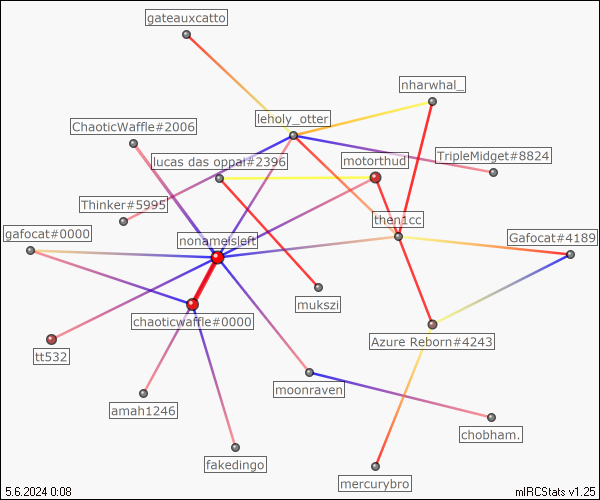 gateauxcatto
nharwhal_
leholy_otter
ChaoticWaffle#2006
lucas das oppai#2396
motorthud
TripleMidget#8824
Thinker#5995
then1cc
gafocat#0000
nonameisleft
Gafocat#4189
mukszi
chaoticwaffle#0000
Azure Reborn#4243
tt532
moonraven
amah1246
chobham.
fakedingo
mercurybro
5.6.2024 0:08
mIRCStats v1.25